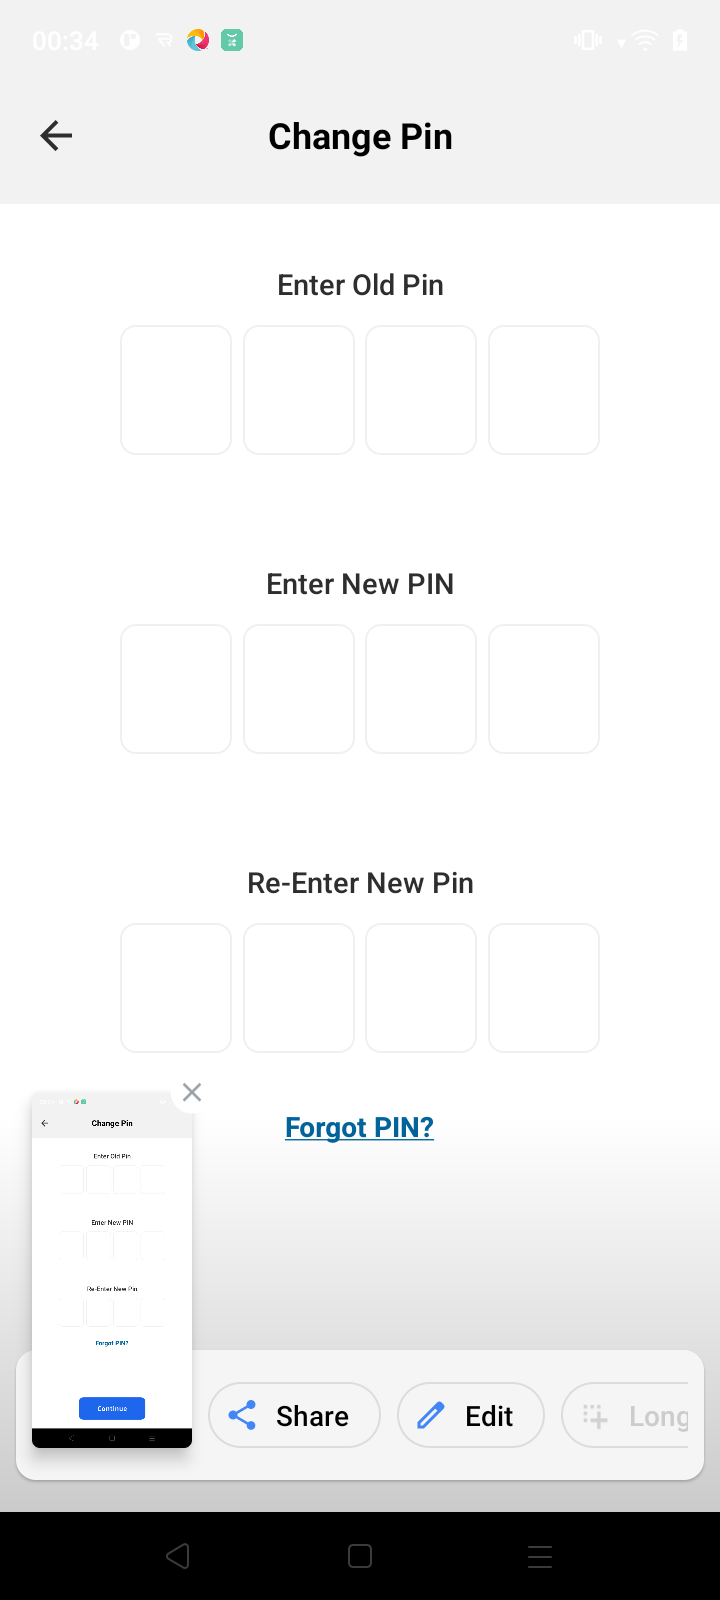 00:34
Change Pin
Enter Old Pin
Enter New PIN
Re-Enter New Pin
Forgot PIN?
Change Pin
Enter Old Pin
Enter New PIN
Re-Enter New Pin
Forgot PIN?
Continue
Share
Edit
Long